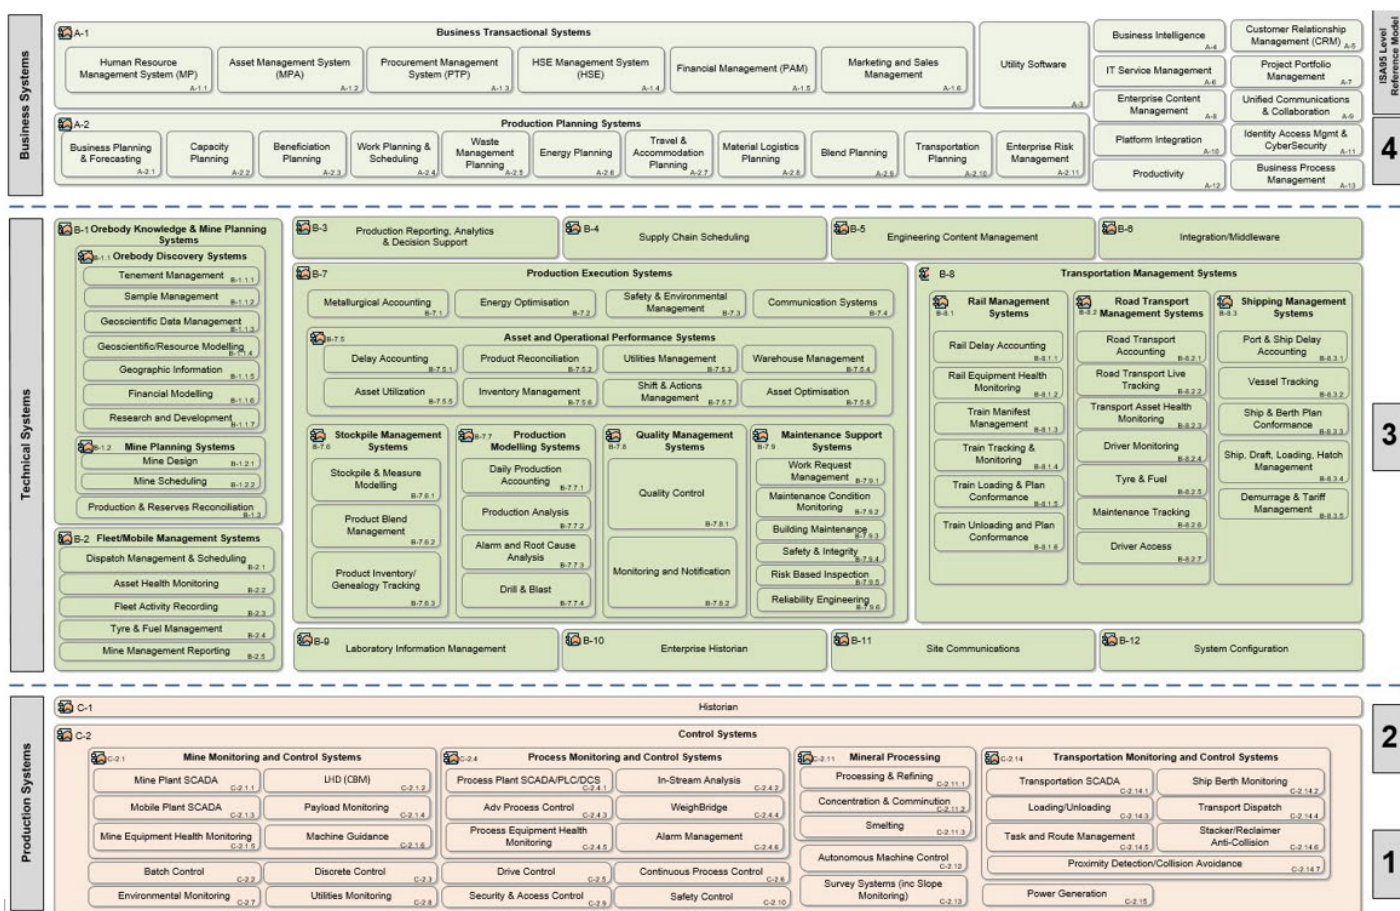 Business Systems
A-1
Business Transactional Systems
Human Resource
Management System (MP)
A-1.1
Asset Management System
(MPA)
A-1.2
Procurement Management
System (PTP)
A-1.3
HSE Management System
(HSE)
A-1.4
Financial Management (PAM)
A-1.5
Marketing and Sales
Management
A-1.6
Utility Software
A-3
Business Intelligence
A-4
Customer Relationship
Management (CRM)
A-5
IT Service Management
A-6
Project Portfolio
Management
A-7
Enterprise Content
Management
A-8
Unified Communications
& Collaboration
A-9
Platform Integration
A-10
Identity Access Mgmt &
CyberSecurity
A-11
Productivity
A-12
Business Process
Management
A-13
ISA95 Level
Reference Model
4
A-2
Production Planning Systems
Business Planning
& Forecasting
A-2.1
Capacity
Planning
A-2.2
Beneficiation
Planning
A-2.3
Work Planning &
Scheduling
A-2.4
Waste
Management
Planning
A-2.5
Energy Planning
A-2.6
Travel &
Accommodation
Planning
A-2.7
Material Logistics
Planning
A-2.8
Blend Planning
A-2.9
Transportation
Planning
A-2.10
Enterprise Risk
Management
A-2.11
Technical Systems
B-1 Orebody Knowledge & Mine Planning
Systems
B-1.1 Orebody Discovery Systems
Tenement Management
B-1.1.1
Sample Management
B-1.1.2
Geoscientific Data Management
B-1.1.3
Geoscientific/Resource Modelling
B-1.1.4
Geographic Information
B-1.1.5
Financial Modelling
B-1.1.6
Research and Development
B-1.1.7
B-1.2 Mine Planning Systems
Mine Design
B-1.2.1
Mine Scheduling
B-1.2.2
Production & Reserves Reconciliation
B-1.3
B-2 Fleet/Mobile Management Systems
Dispatch Management & Scheduling
B-2.1
Asset Health Monitoring
B-2.2
Fleet Activity Recording
B-2.3
Tyre & Fuel Management
B-2.4
Mine Management Reporting
B-2.5
B-3
Production Reporting, Analytics
& Decision Support
B-4
Supply Chain Scheduling
B-5
Engineering Content Management
B-6
Integration/Middleware
B-7
Production Execution Systems
Metallurgical Accounting
B-7.1
Energy Optimisation
B-7.2
Safety & Environmental
Management
B-7.3
Communication Systems
B-7.4
B-7.5
Asset and Operational Performance Systems
Delay Accounting
B-7.5.1
Product Reconciliation
B-7.5.2
Utilities Management
B-7.5.3
Warehouse Management
B-7.5.4
Asset Utilization
B-7.5.5
Inventory Management
B-7.5.6
Shift & Actions
Management
B-7.5.7
Asset Optimisation
B-7.5.8
B-7.6
Stockpile Management
Systems
Stockpile & Measure
Modelling
B-7.6.1
Product Blend
Management
B-7.6.2
Product Inventory/
Genealogy Tracking
B-7.6.3
B-7.7
Production
Modelling Systems
Daily Production
Accounting
B-7.7.1
Production Analysis
B-7.7.2
Alarm and Root Cause
Analysis
B-7.7.3
Drill & Blast
B-7.7.4
B-7.8
Quality Management
Systems
Quality Control
B-7.8.1
Monitoring and Notification
B-7.8.2
B-7.9
Maintenance Support
Systems
Work Request
Management
B-7.9.1
Maintenance Condition
Monitoring
B-7.9.2
Building Maintenance
B-7.9.3
Safety & Integrity
B-7.9.4
Risk Based Inspection
B-7.9.5
Reliability Engineering
B-7.9.6
B-8
Transportation Management Systems
B-8.1
Rail Management
Systems
Rail Delay Accounting
B-8.1.1
Rail Equipment Health
Monitoring
B-8.1.2
Train Manifest
Management
B-8.1.3
Train Tracking &
Monitoring
B-8.1.4
Train Loading & Plan
Conformance
B-8.1.5
Train Unloading and Plan
Conformance
B-8.1.6
B-8.2
Road Transport
Management Systems
Road Transport
Accounting
B-8.2.1
Road Transport Live
Tracking
B-8.2.2
Transport Asset Health
Monitoring
B-8.2.3
Driver Monitoring
B-8.2.4
Tyre & Fuel
B-8.2.5
Maintenance Tracking
B-8.2.6
Driver Access
B-8.2.7
B-8.3
Shipping Management
Systems
Port & Ship Delay
Accounting
B-8.3.1
Vessel Tracking
B-8.3.2
Ship & Berth Plan
Conformance
B-8.3.3
Ship, Draft, Loading, Hatch
Management
B-8.3.4
Demurrage & Tariff
Management
B-8.3.5
B-9
Laboratory Information Management
B-10
Enterprise Historian
B-11
Site Communications
B-12
System Configuration
3
Production Systems
C-1
Historian
C-2
Control Systems
C-2.1
Mine Monitoring and Control Systems
Mine Plant SCADA
C-2.1.1
LHD (CBM)
C-2.1.2
Mobile Plant SCADA
C-2.1.3
Payload Monitoring
C-2.1.4
Mine Equipment Health Monitoring
C-2.1.5
Machine Guidance
C-2.1.6
Batch Control
C-2.2
Discrete Control
C-2.3
Environmental Monitoring
C-2.7
Utilities Monitoring
C-2.8
C-2.4
Process Monitoring and Control Systems
Process Plant SCADA/PLC/DCS
C-2.4.1
In-Stream Analysis
C-2.4.2
Adv Process Control
C-2.4.3
WeighBridge
C-2.4.4
Process Equipment Health
Monitoring
C-2.4.5
Alarm Management
C-2.4.6
Drive Control
C-2.5
Continuous Process Control
C-2.6
Security & Access Control
C-2.9
Safety Control
C-2.10
C-2.11
Mineral Processing
Processing & Refining
C-2.11.1
Concentration & Comminution
C-2.11.2
Smelting
C-2.11.3
Autonomous Machine Control
C-2.12
Survey Systems (inc Slope
Monitoring)
C-2.13
C-2.14
Transportation Monitoring and Control Systems
Transportation SCADA
C-2.14.1
Ship Berth Monitoring
C-2.14.2
Loading/Unloading
C-2.14.3
Transport Dispatch
C-2.14.4
Task and Route Management
C-2.14.5
Stacker/Reclaimer
Anti-Collision
C-2.14.6
Proximity Detection/Collision Avoidance
C-2.14.7
Power Generation
C-2.15
2
1